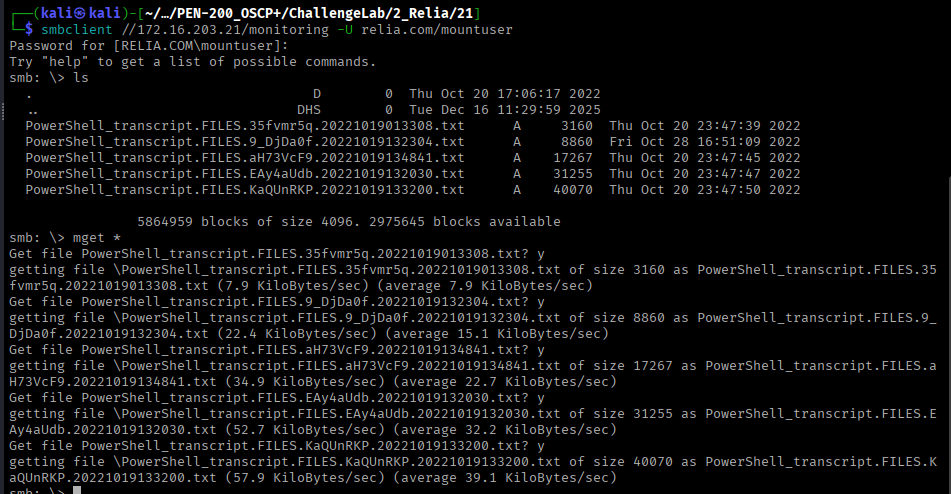 ┌──(kali㉿kali)-[~/…/PEN-200_OSCP+/ChallengeLab/2_Relia/21]
└─$ smbclient //172.16.203.21/monitoring -U relia.com/mountuser
Password for [RELIA.COM\mountuser]:
Try "help" to get a list of possible commands.
smb: \> ls
. D 0 Thu Oct 20 17:06:17 2022
.. DHS 0 Tue Dec 16 11:29:59 2025
PowerShell_transcript.FILES.35fvmr5q.20221019013308.txt A 3160 Thu Oct 20 23:47:39 2022
PowerShell_transcript.FILES.9_DjDa0f.20221019132304.txt A 8860 Fri Oct 28 16:51:09 2022
PowerShell_transcript.FILES.aH73VcF9.20221019134841.txt A 17267 Thu Oct 20 23:47:45 2022
PowerShell_transcript.FILES.EAy4aUdb.20221019132030.txt A 31255 Thu Oct 20 23:47:47 2022
PowerShell_transcript.FILES.KaQUnRKP.20221019133200.txt A 40070 Thu Oct 20 23:47:50 2022
5864959 blocks of size 4096. 2975645 blocks available
smb: \> mget *
Get file PowerShell_transcript.FILES.35fvmr5q.20221019013308.txt? y
getting file \PowerShell_transcript.FILES.35fvmr5q.20221019013308.txt of size 3160 as PowerShell_transcript.FILES.35
fvmr5q.20221019013308.txt (7.9 KiloBytes/sec) (average 7.9 KiloBytes/sec)
Get file PowerShell_transcript.FILES.9_DjDa0f.20221019132304.txt? y
getting file \PowerShell_transcript.FILES.9_DjDa0f.20221019132304.txt of size 8860 as PowerShell_transcript.FILES.9_
DjDa0f.20221019132304.txt (22.4 KiloBytes/sec) (average 15.1 KiloBytes/sec)
Get file PowerShell_transcript.FILES.aH73VcF9.20221019134841.txt? y
getting file \PowerShell_transcript.FILES.aH73VcF9.20221019134841.txt of size 17267 as PowerShell_transcript.FILES.a
H73VcF9.20221019134841.txt (34.9 KiloBytes/sec) (average 22.7 KiloBytes/sec)
Get file PowerShell_transcript.FILES.EAy4aUdb.20221019132030.txt? y
getting file \PowerShell_transcript.FILES.EAy4aUdb.20221019132030.txt of size 31255 as PowerShell_transcript.FILES.E
Ay4aUdb.20221019132030.txt (52.7 KiloBytes/sec) (average 32.2 KiloBytes/sec)
Get file PowerShell_transcript.FILES.KaQUnRKP.20221019133200.txt? y
getting file \PowerShell_transcript.FILES.KaQUnRKP.20221019133200.txt of size 40070 as PowerShell_transcript.FILES.K
aQUnRKP.20221019133200.txt (57.9 KiloBytes/sec) (average 39.1 KiloBytes/sec)
smb: \>